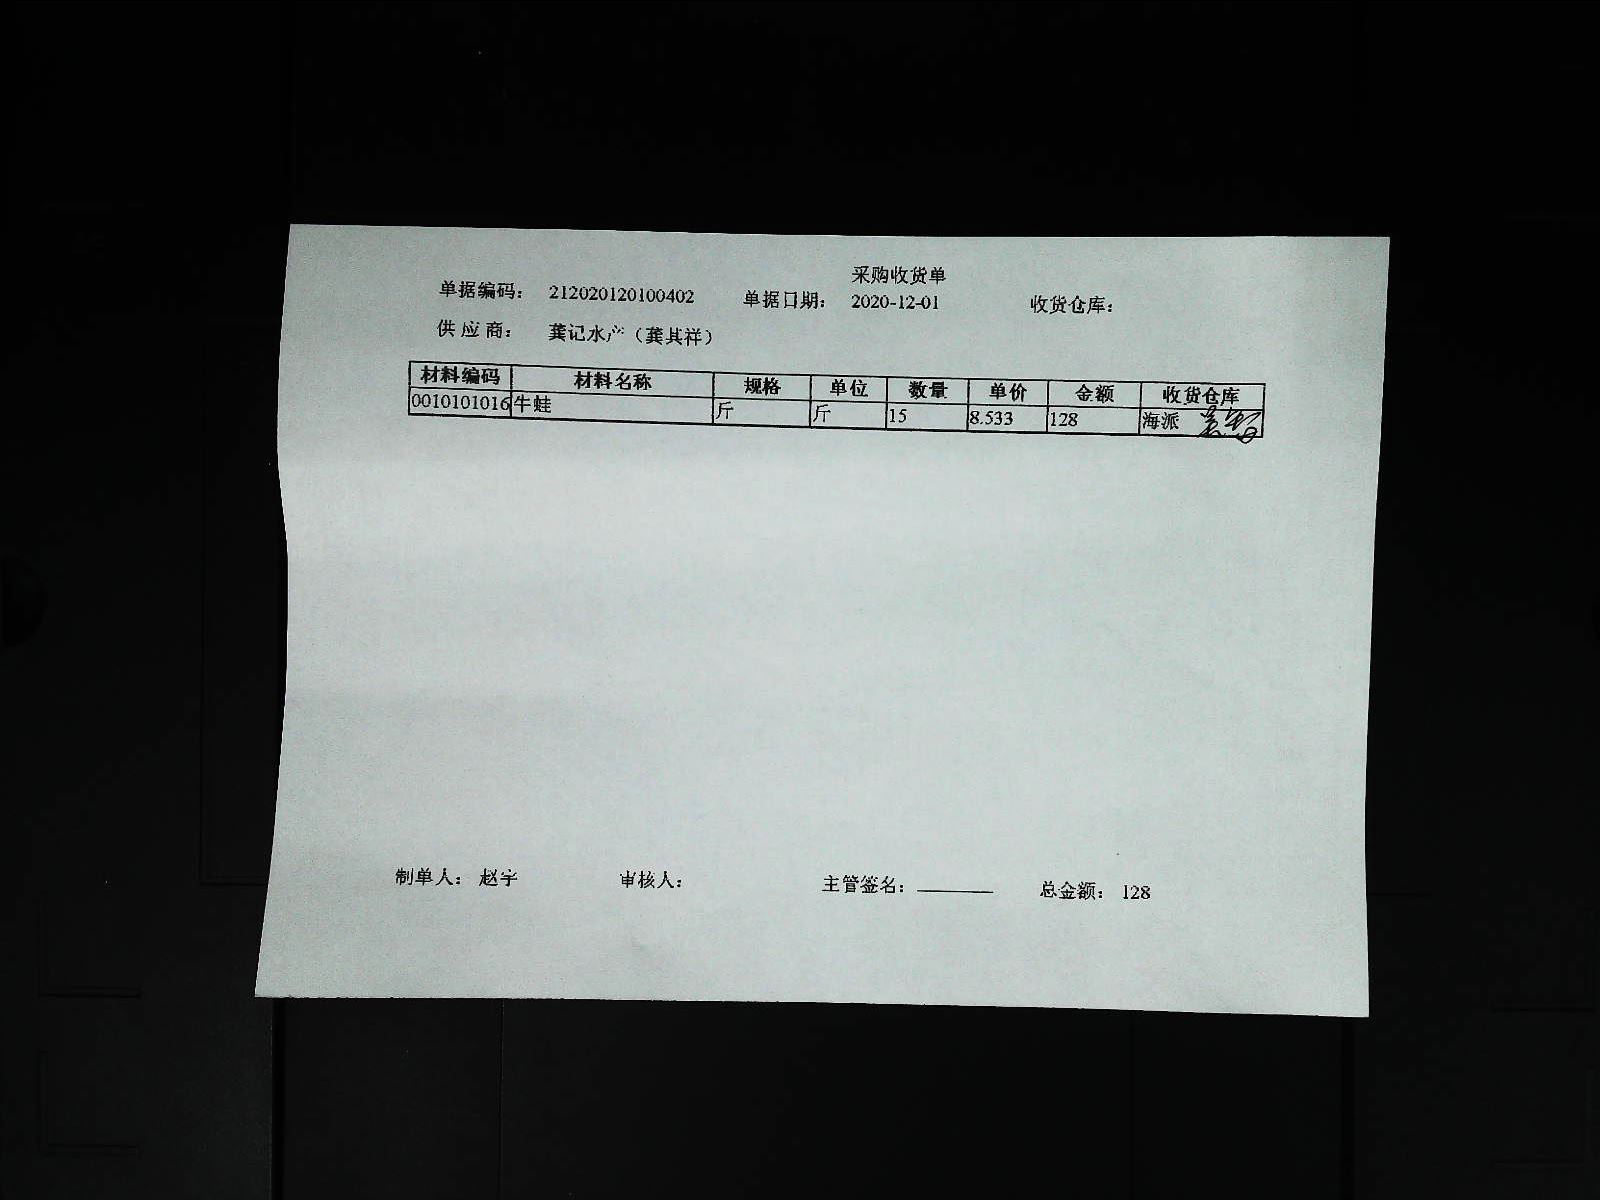 采购收货单
单据编码： 212020120100402 单据日期： 2020-12-01 收货仓库：
供 应 商： 龚记水产（龚其祥）
材料编码 材料名称 规格 单位 数量 单价 金额 收货仓库
0010101016 牛蛙 斤 斤 15 8.533 128 海派
制单人： 赵宇 审核人： 主管签名： 总金额： 128